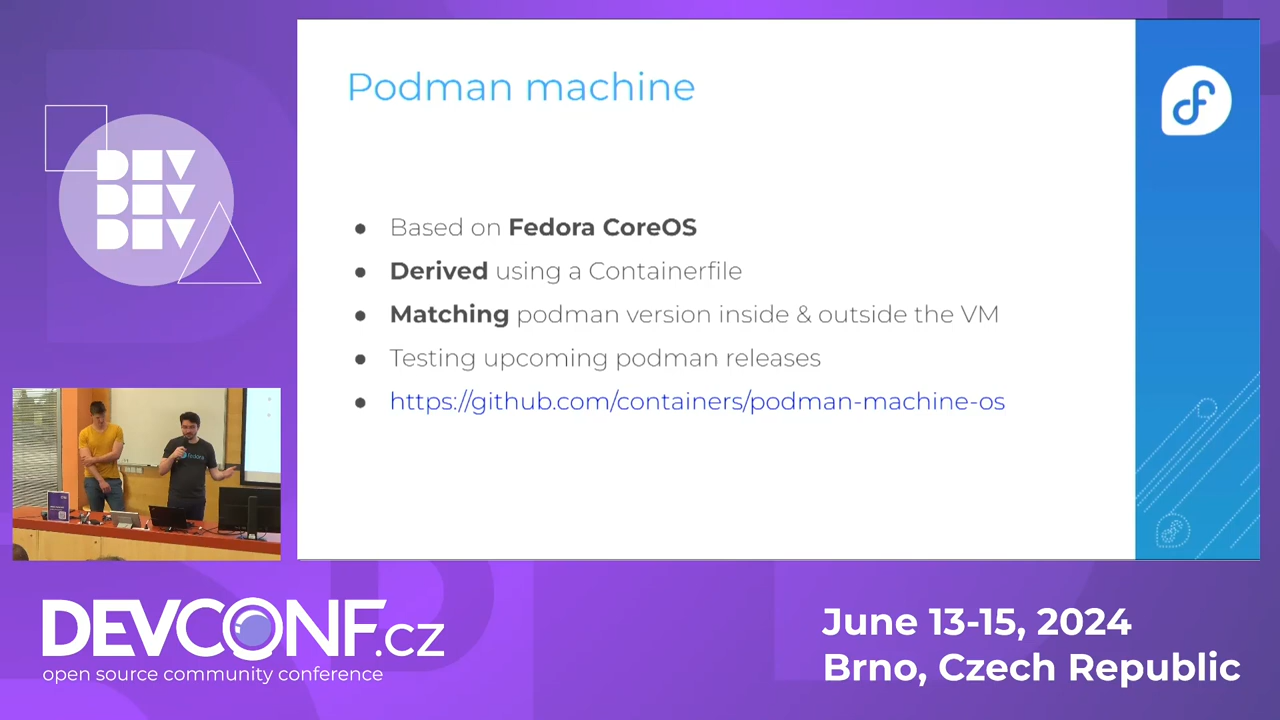 DEV
DEV
DEV
Podman machine
● Based on Fedora CoreOS
● Derived using a Containerfile
● Matching podman version inside & outside the VM
● Testing upcoming podman releases
● https://github.com/containers/podman-machine-os
fedora
DEVCONF.cz
open source community conference
June 13-15, 2024
Brno, Czech Republic